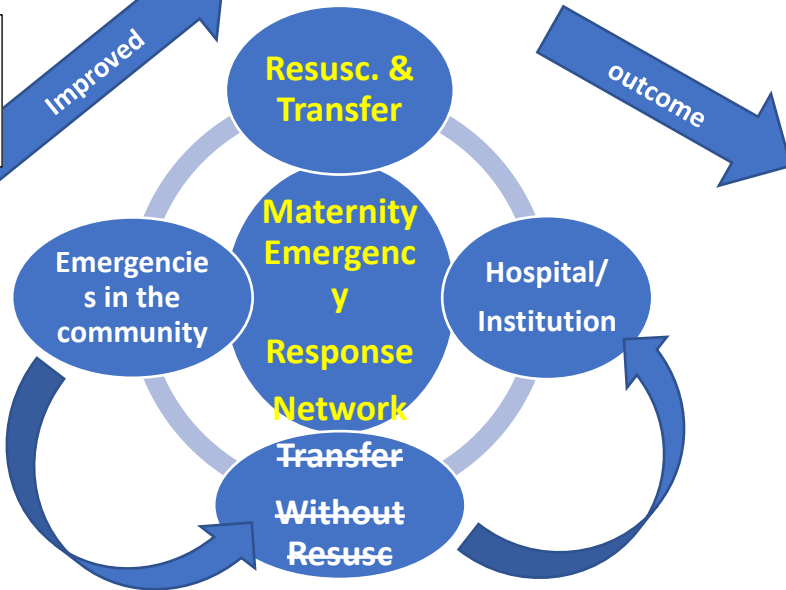 Improved
outcome
Resusc. &
Transfer
Maternity
Emergenc
y
Response
Network
Emergencie
s in the
community
Hospital/
Institution
Transfer
Without
Resusc